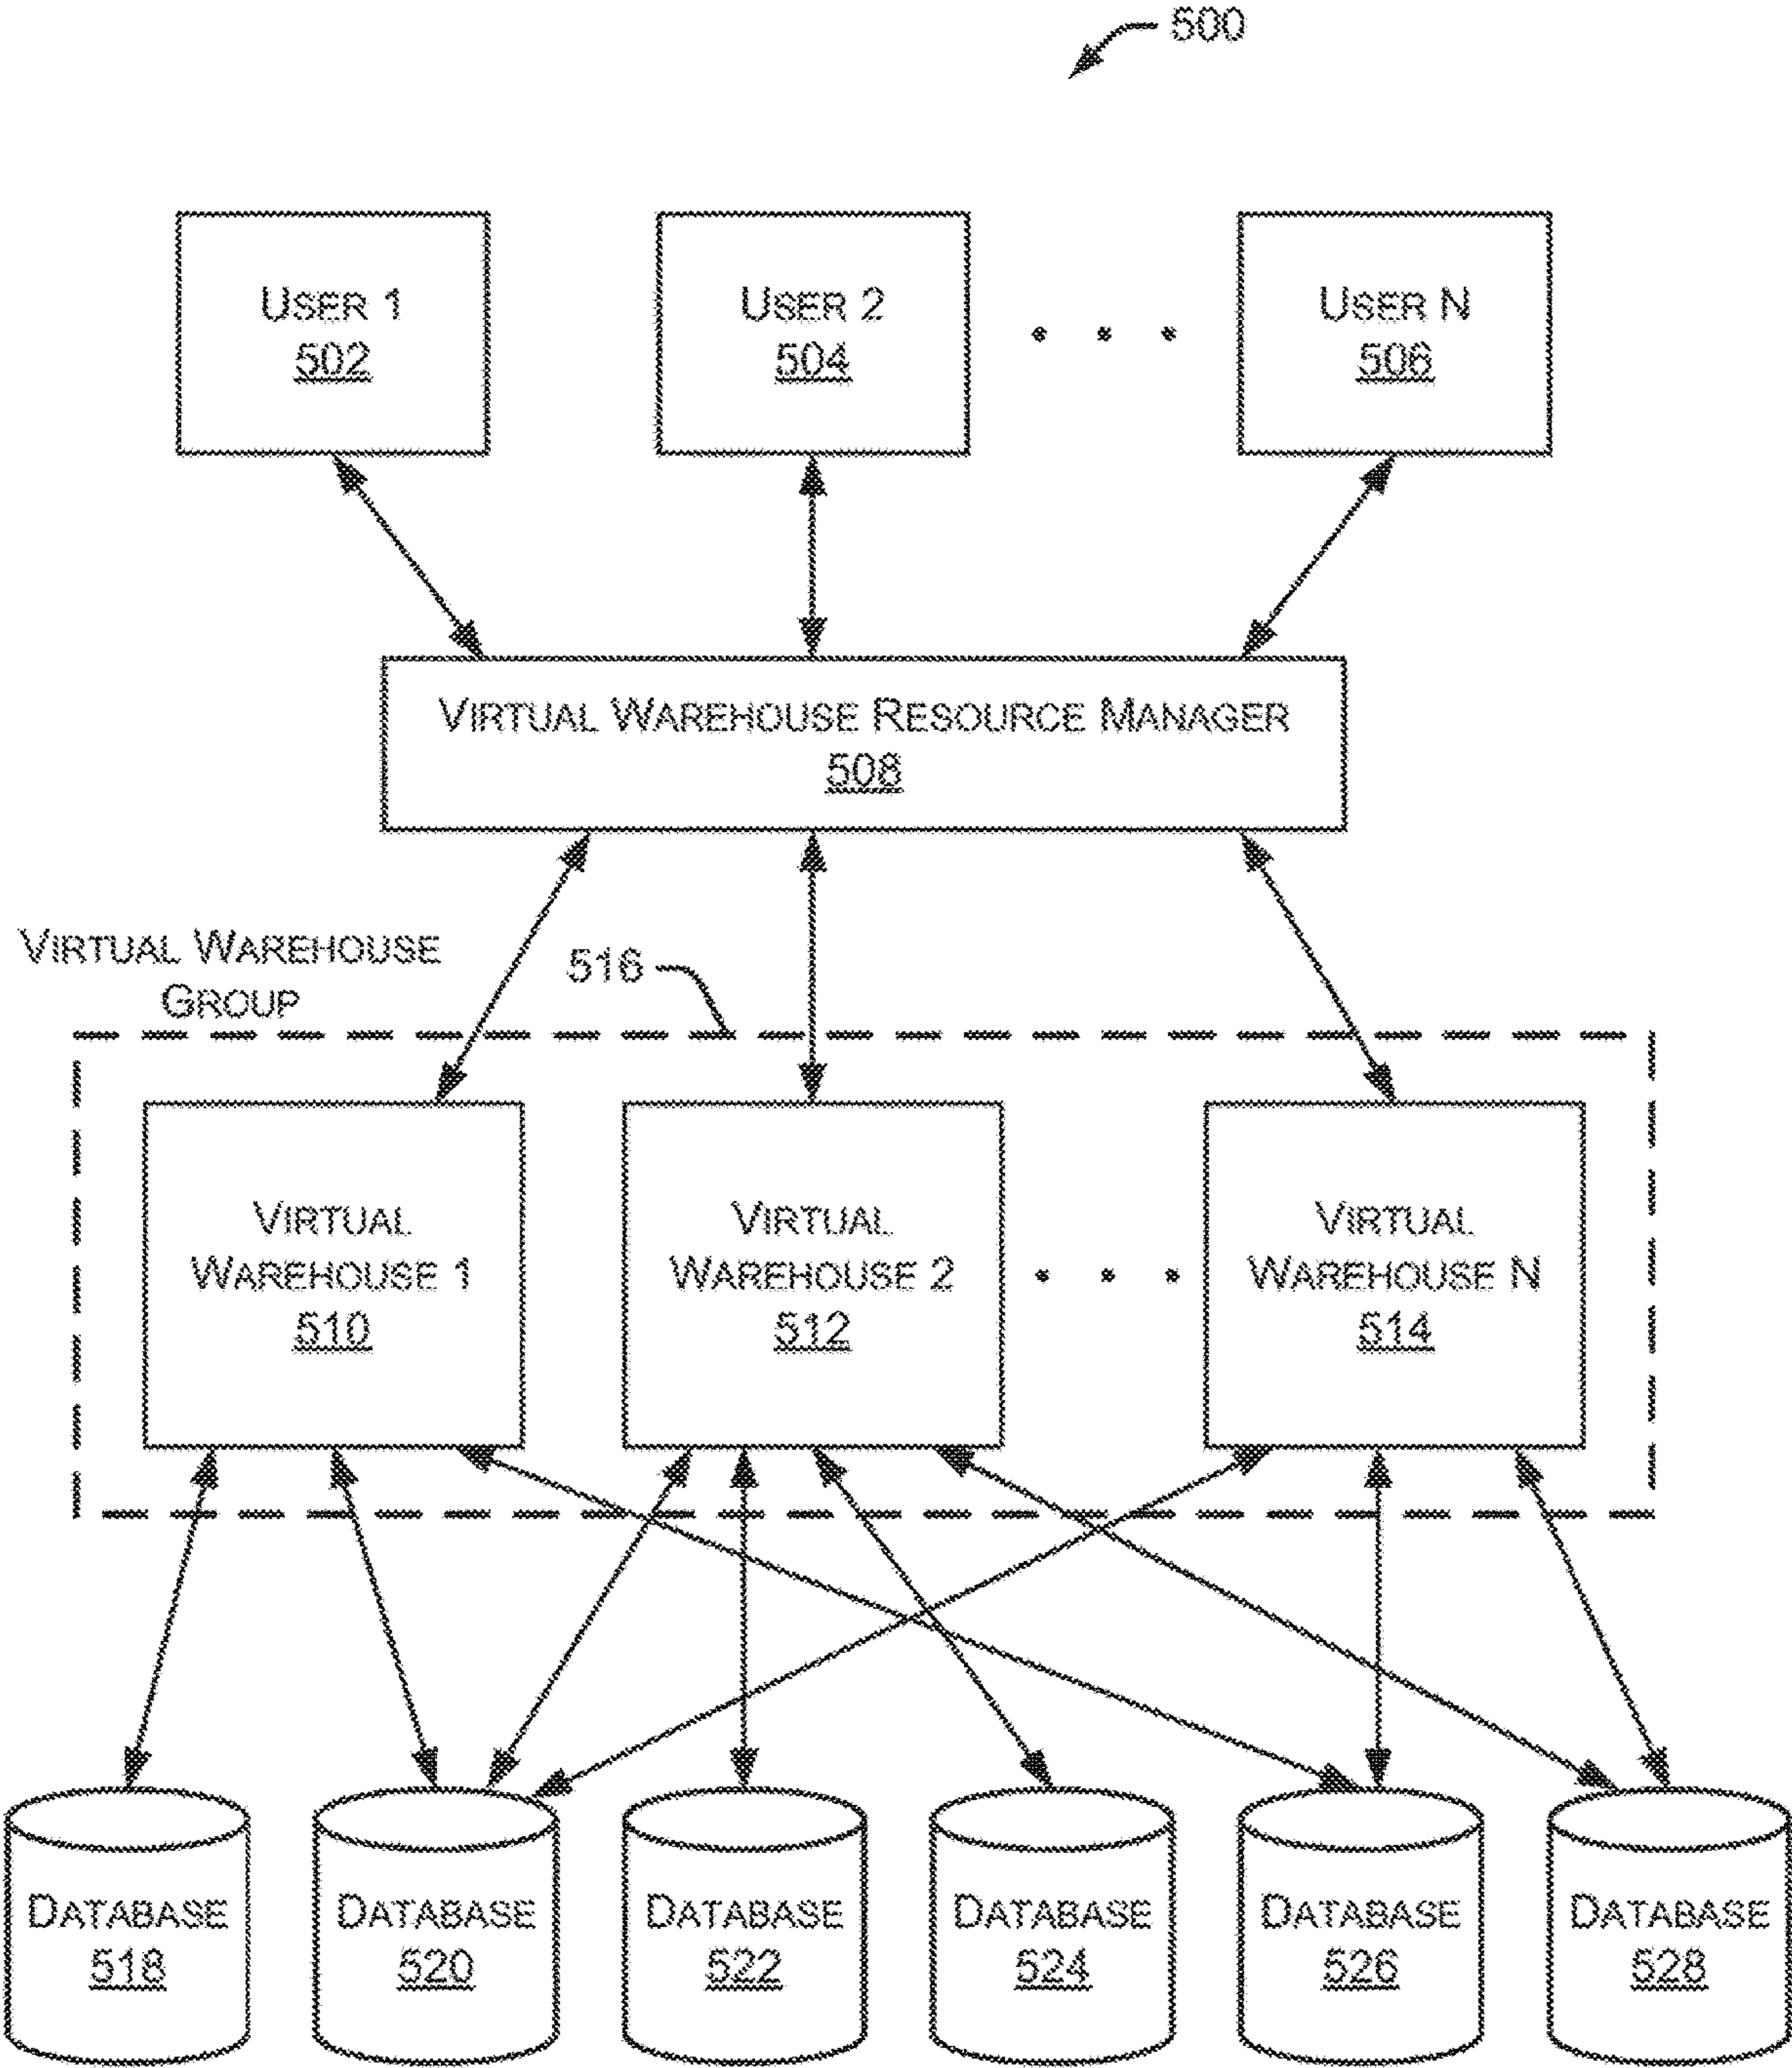 500
USER 1
502
USER 2
504
USER N
506
VIRTUAL WAREHOUSE RESOURCE MANAGER
508
VIRTUAL WAREHOUSE
GROUP
516
VIRTUAL
WAREHOUSE 1
510
VIRTUAL
WAREHOUSE 2
512
VIRTUAL
WAREHOUSE N
514
DATABASE
518
DATABASE
520
DATABASE
522
DATABASE
524
DATABASE
526
DATABASE
528